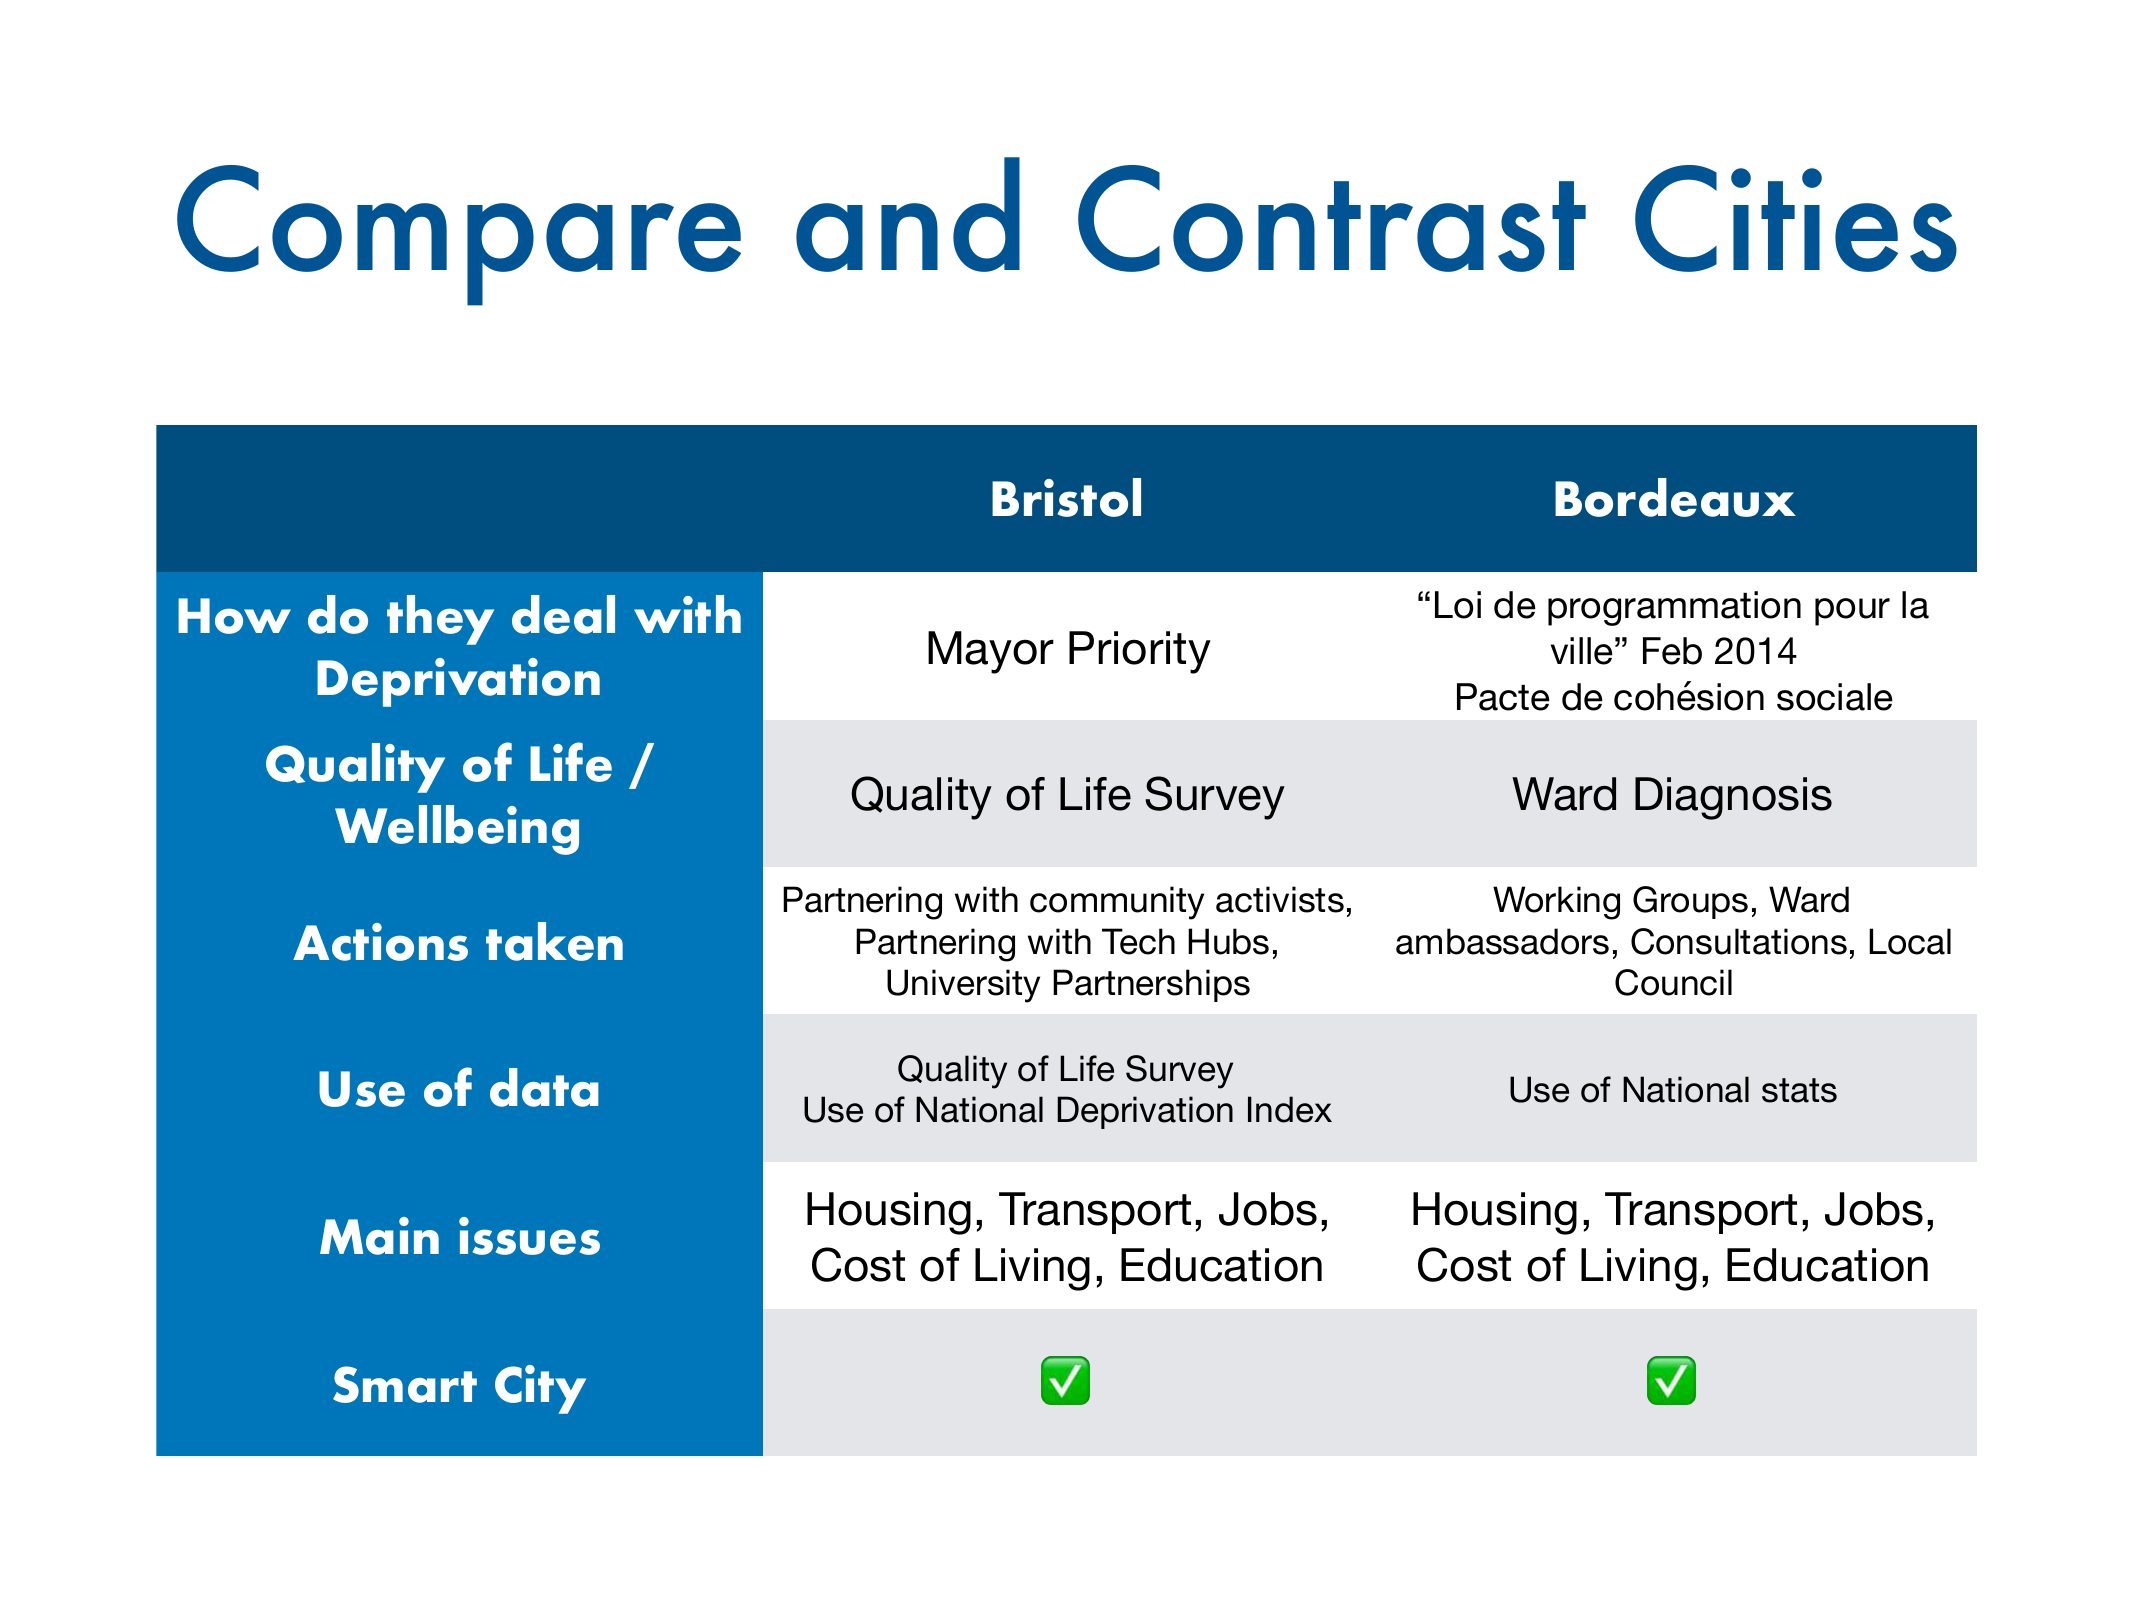 Compare and Contrast Cities
Bristol
Bordeaux
How do they deal with
Deprivation
Mayor Priority
“Loi de programmation pour la
ville” Feb 2014
Pacte de cohésion sociale
Quality of Life /
Wellbeing
Quality of Life Survey
Ward Diagnosis
Actions taken
Partnering with community activists,
Partnering with Tech Hubs,
University Partnerships
Working Groups, Ward
ambassadors, Consultations, Local
Council
Use of data
Quality of Life Survey
Use of National Deprivation Index
Use of National stats
Main issues
Housing, Transport, Jobs,
Cost of Living, Education
Housing, Transport, Jobs,
Cost of Living, Education
Smart City
✅
✅